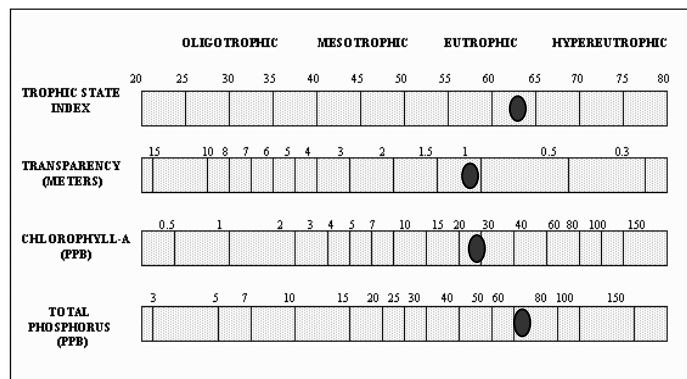 OLIGOTROPHIC MESOTROPHIC EUTROPHIC HYPEREUTROPHIC
20 25 30 35 40 45 50 55 60 65 70 75 80
TROPHIC STATE
INDEX
15 10 8 7 6 5 4 3 2 1.5 1 0.5 0.3
TRANSPARENCY
(METERS)
0.5 1 2 3 4 5 7 10 15 20 30 40 60 80 100 150
CHLOROPHYLL-A
(PPB)
3 5 7 10 15 20 25 30 40 50 60 80 100 150
TOTAL
PHOSPHORUS
(PPB)